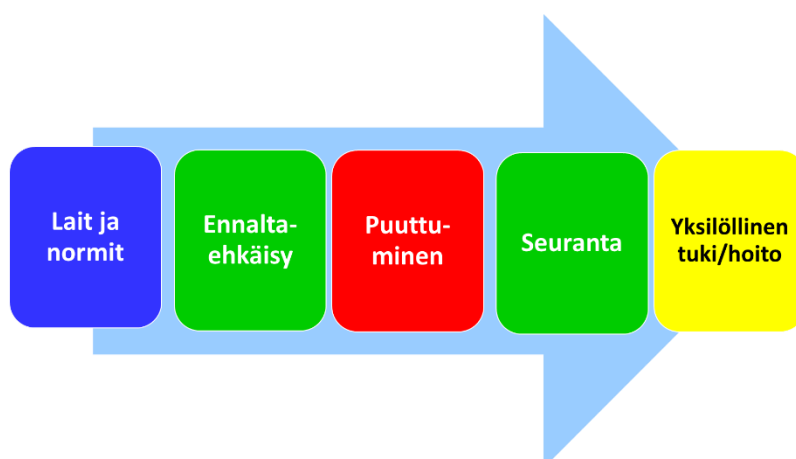 Lait ja
normit
Ennalta-
ehkäisy
Puuttu-
minen
Seuranta
Yksilöllinen
tuki/hoito